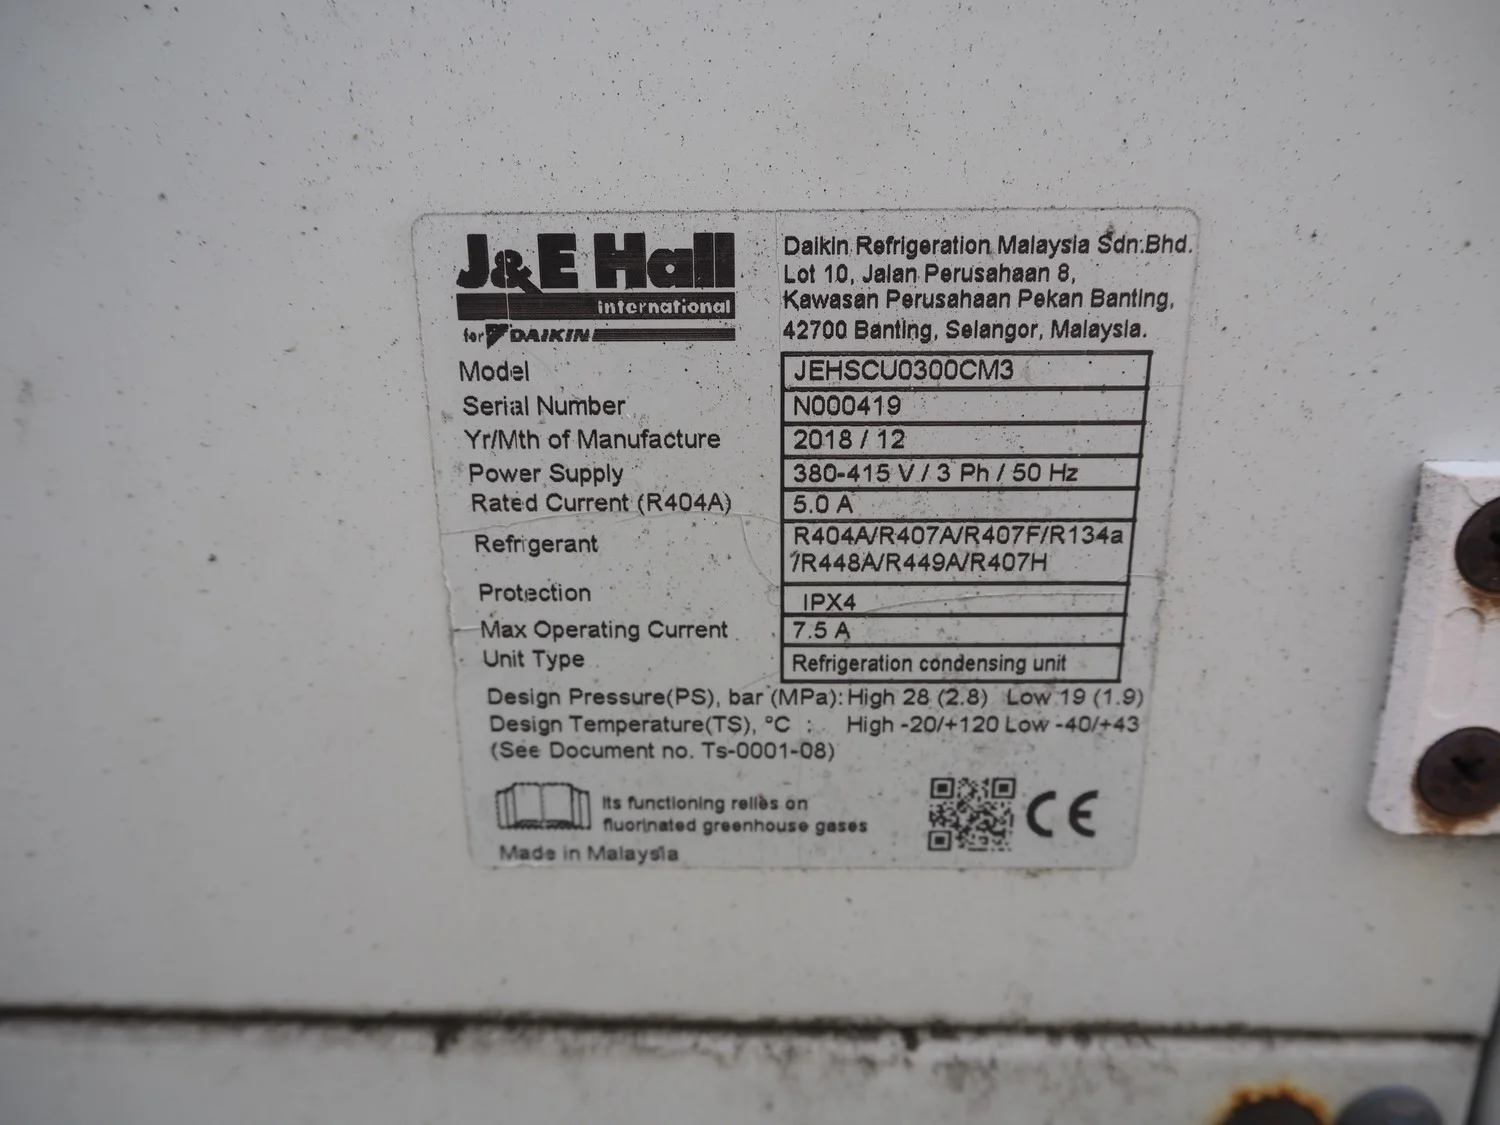 J&E Hall
international
for DAIKIN
Daikin Refrigeration Malaysia Sdn.Bhd.
Lot 10, Jalan Perusahaan 8,
Kawasan Perusahaan Pekan Banting,
42700 Banting, Selangor, Malaysia.
Model JEHSCU0300CM3
Serial Number N000419
Yr/Mth of Manufacture 2018 / 12
Power Supply 380-415 V / 3 Ph / 50 Hz
Rated Current (R404A) 5.0 A
Refrigerant R404A/R407A/R407F/R134a
/R448A/R449A/R407H
Protection IPX4
Max Operating Current 7.5 A
Unit Type Refrigeration condensing unit
Design Pressure(PS), bar (MPa): High 28 (2.8) Low 19 (1.9)
Design Temperature(TS), °C : High -20/+120 Low -40/+43
(See Document no. Ts-0001-08)
Its functioning relies on
fluorinated greenhouse gases
CE
Made in Malaysia